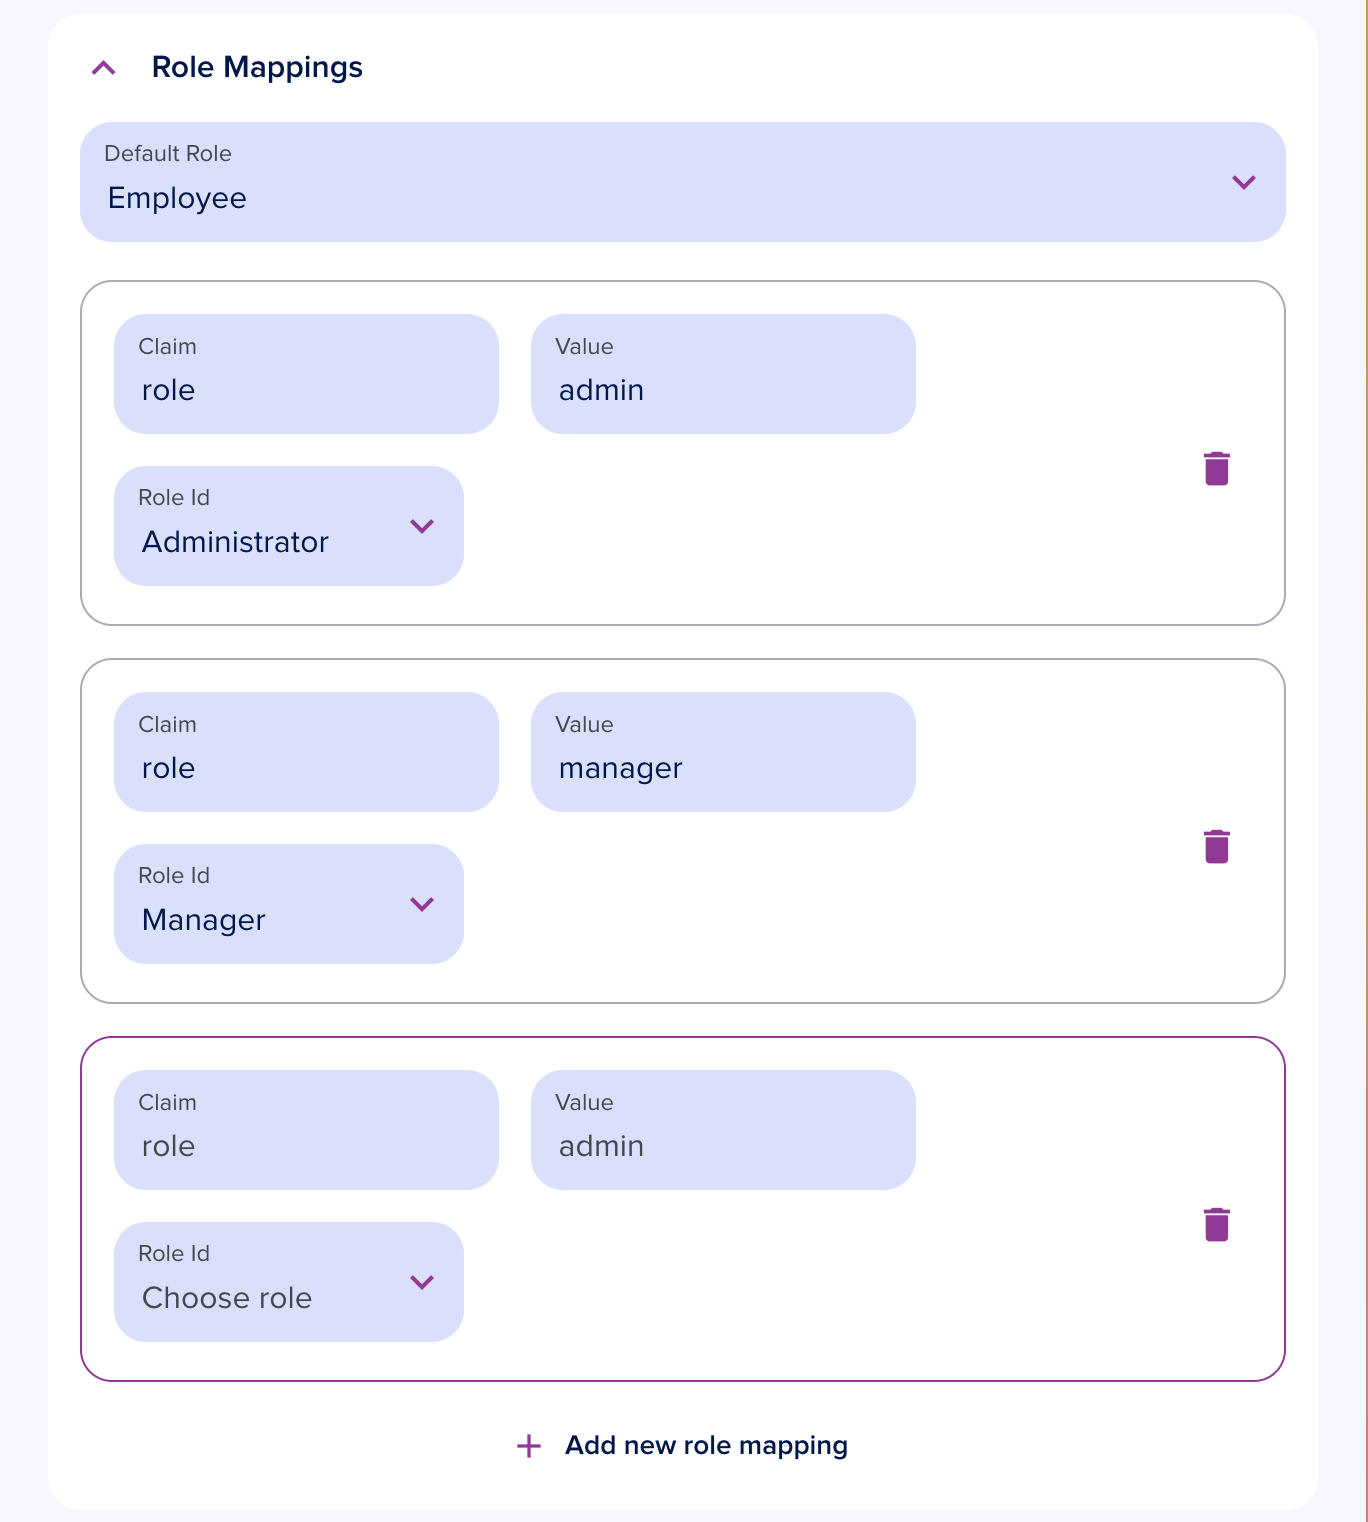 Role Mappings
Default Role
Employee
Claim
role
Value
admin
Role Id
Administrator
Claim
role
Value
manager
Role Id
Manager
Claim
role
Value
admin
Role Id
Choose role
Add new role mapping